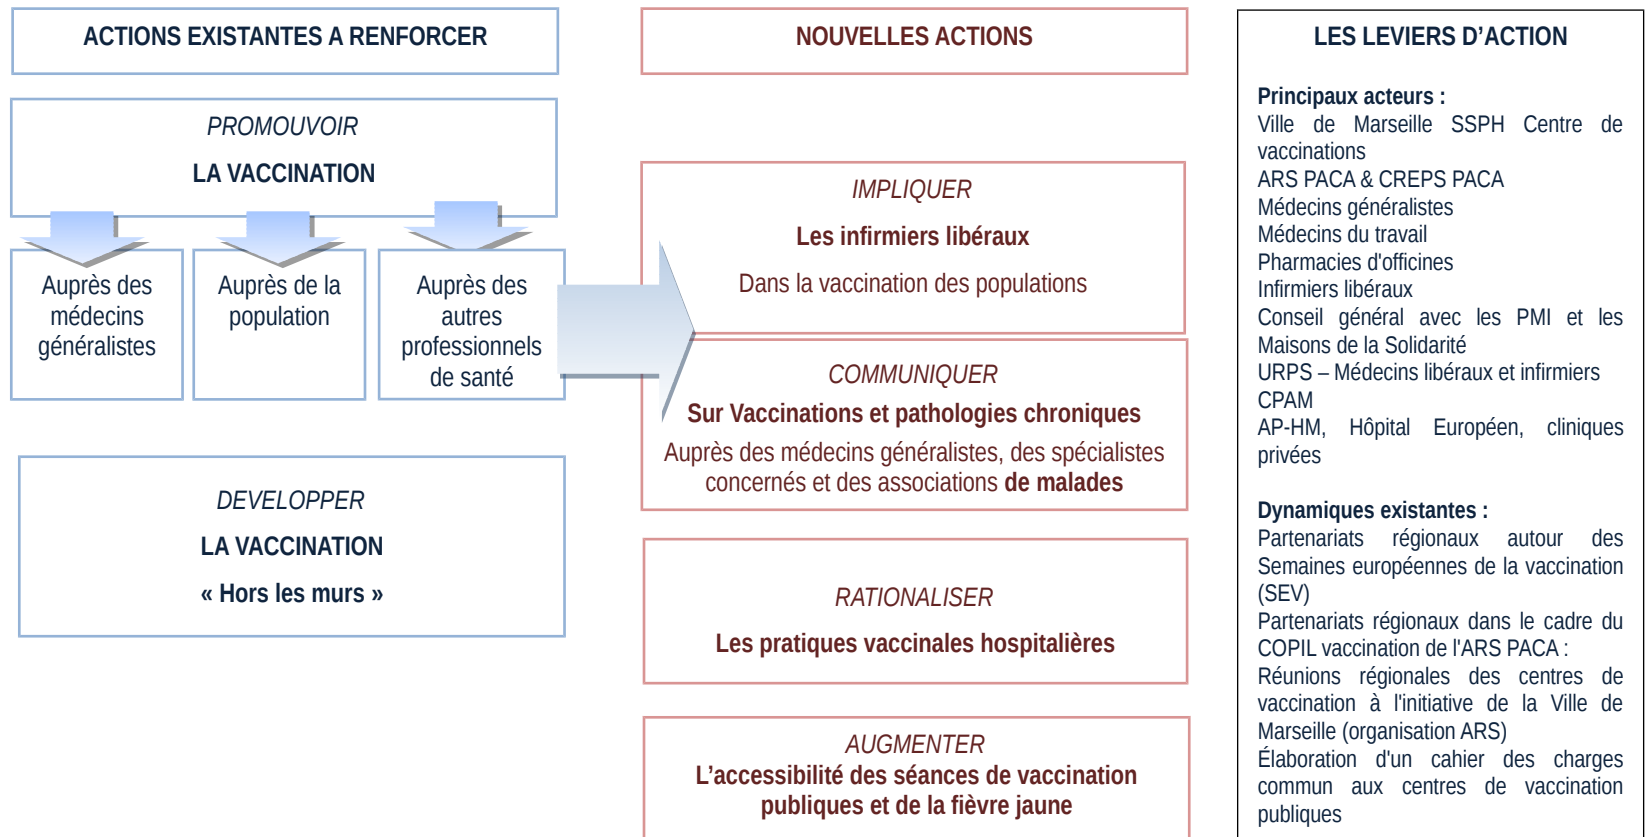 ACTIONS EXISTANTES A RENFORCER
PROMOUVOIR
LA VACCINATION
Auprès des
médecins
généralistes
Auprès de la
population
Auprès des
autres
professionnels
de santé
DEVELOPPER
LA VACCINATION
« Hors les murs »
NOUVELLES ACTIONS
IMPLIQUER
Les infirmiers libéraux
Dans la vaccination des populations
COMMUNIQUER
Sur Vaccinations et pathologies chroniques
Auprès des médecins généralistes, des spécialistes
concernés et des associations de malades
RATIONALISER
Les pratiques vaccinales hospitalières
AUGMENTER
L’accessibilité des séances de vaccination
publiques et de la fièvre jaune
LES LEVIERS D’ACTION
Principaux acteurs :
Ville de Marseille SSPH Centre de
vaccinations
ARS PACA & CREPS PACA
Médecins généralistes
Médecins du travail
Pharmacies d'officines
Infirmiers libéraux
Conseil général avec les PMI et les
Maisons de la Solidarité
URPS – Médecins libéraux et infirmiers
CPAM
AP-HM, Hôpital Européen, cliniques
privées
Dynamiques existantes :
Partenariats régionaux autour des
Semaines européennes de la vaccination
(SEV)
Partenariats régionaux dans le cadre du
COPIL vaccination de l'ARS PACA :
Réunions régionales des centres de
vaccination à l'initiative de la Ville de
Marseille (organisation ARS)
Élaboration d'un cahier des charges
commun aux centres de vaccination
publiques